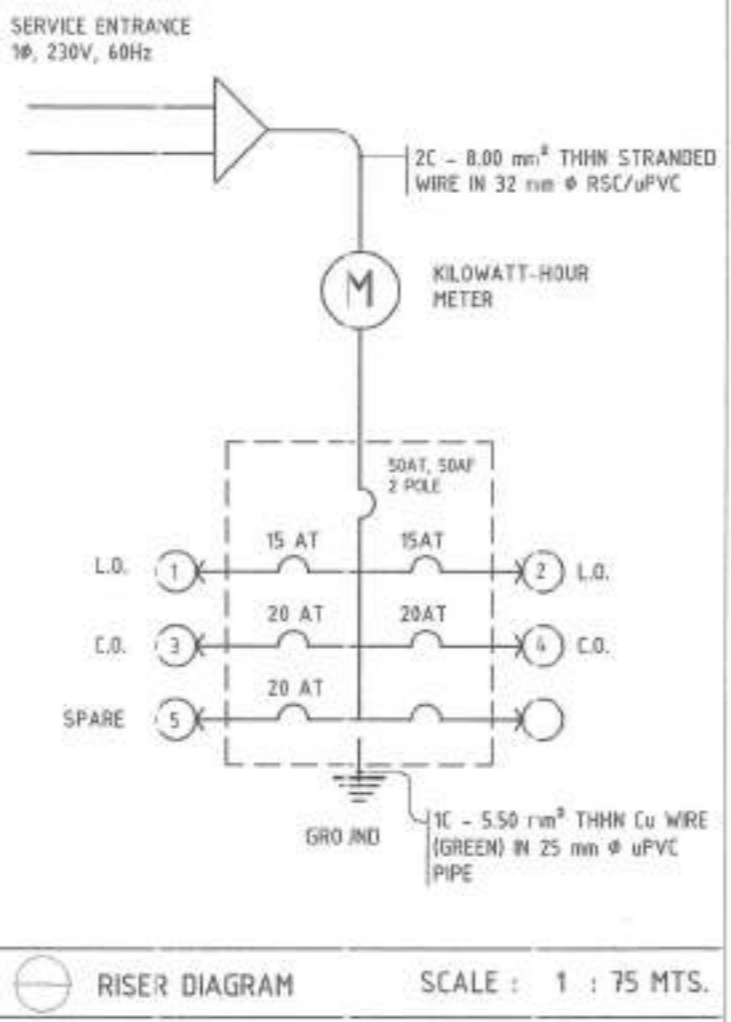 SERVICE ENTRANCE
1Φ, 230V, 60Hz
2C - 8.00 mm² THHN STRANDED
WIRE IN 32 mm Φ RSC/uPVC
M
KILOWATT-HOUR
METER
50AT, 50AF
2 POLE
15 AT
15AT
L.O.
1
2
L.O.
20 AT
20AT
C.O.
3
4
C.O.
20 AT
SPARE
5
GROUND
1C - 5.50 mm² THHN Cu WIRE
(GREEN) IN 25 mm Φ uPVC
PIPE
RISER DIAGRAM
SCALE : 1 : 75 MTS.